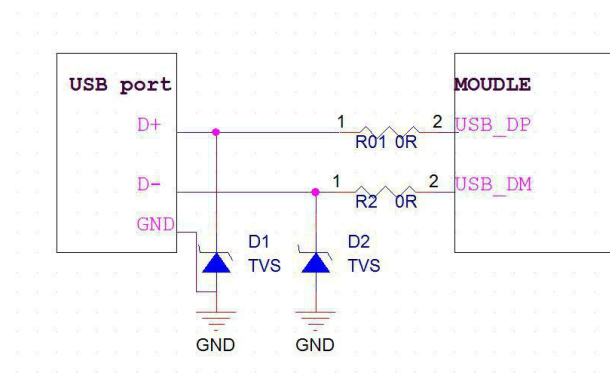 USB port
MOUDLE
D+
1
2
USB_DP
R01 0R
D-
1
2
USB_DM
R2 0R
GND
D1
TVS
D2
TVS
GND
GND